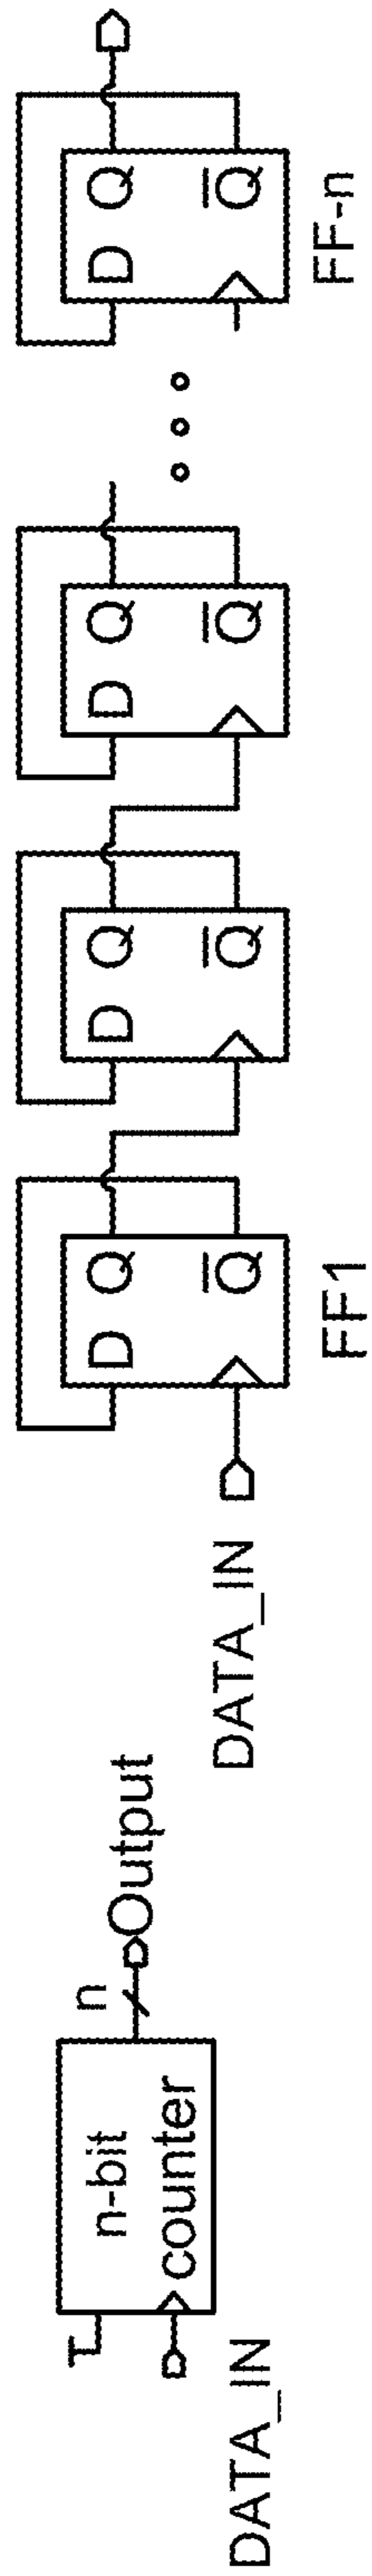 n-bit
counter
n
Output
DATA_IN
DATA_IN
D Q
Q̅
FF1
D Q
Q̅
D Q
Q̅
D Q
Q̅
FF-n